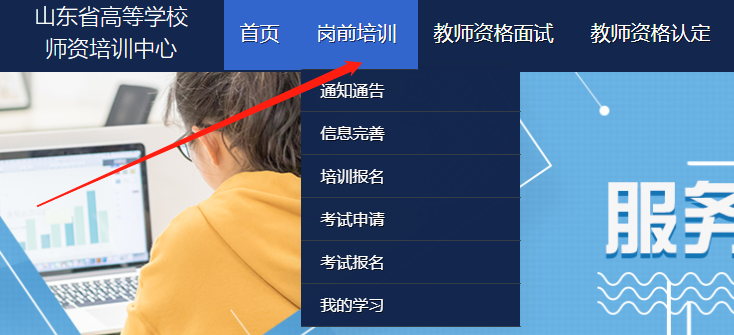 山东省高等学校
师资培训中心
首页
岗前培训
教师资格面试
教师资格认定
通知通告
信息完善
培训报名
考试申请
考试报名
我的学习
服务